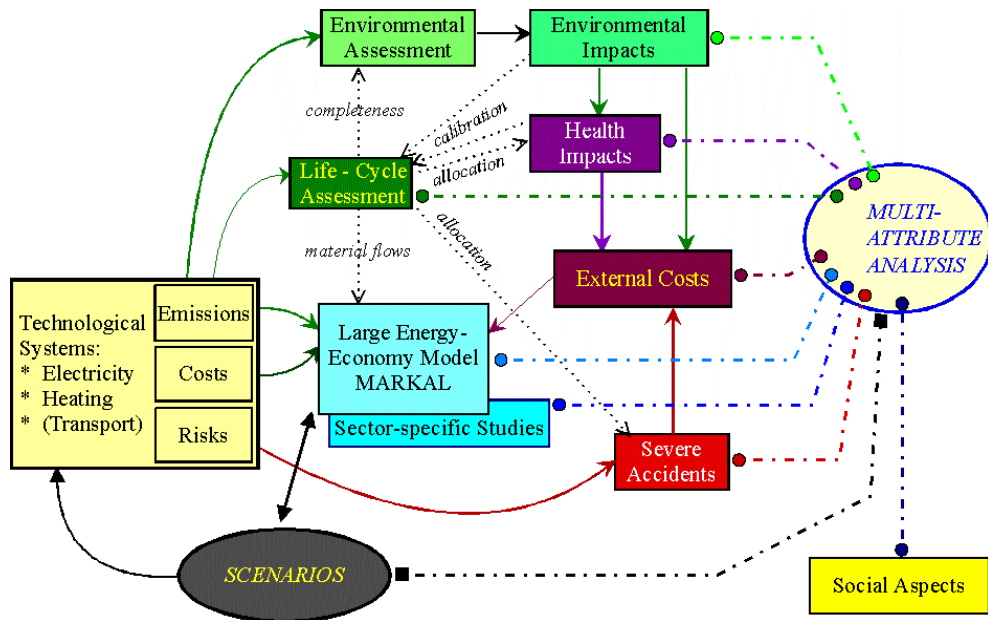 Environmental
Assessment
Environmental
Impacts
completeness
calibration
allocation
Health
Impacts
Life - Cycle
Assessment
allocation
material flows
MULTI-
ATTRIBUTE
ANALYSIS
External Costs
Technological
Systems:
* Electricity
* Heating
* (Transport)
Emissions
Costs
Risks
Large Energy-
Economy Model
MARKAL
Sector-specific Studies
Severe
Accidents
SCENARIOS
Social Aspects